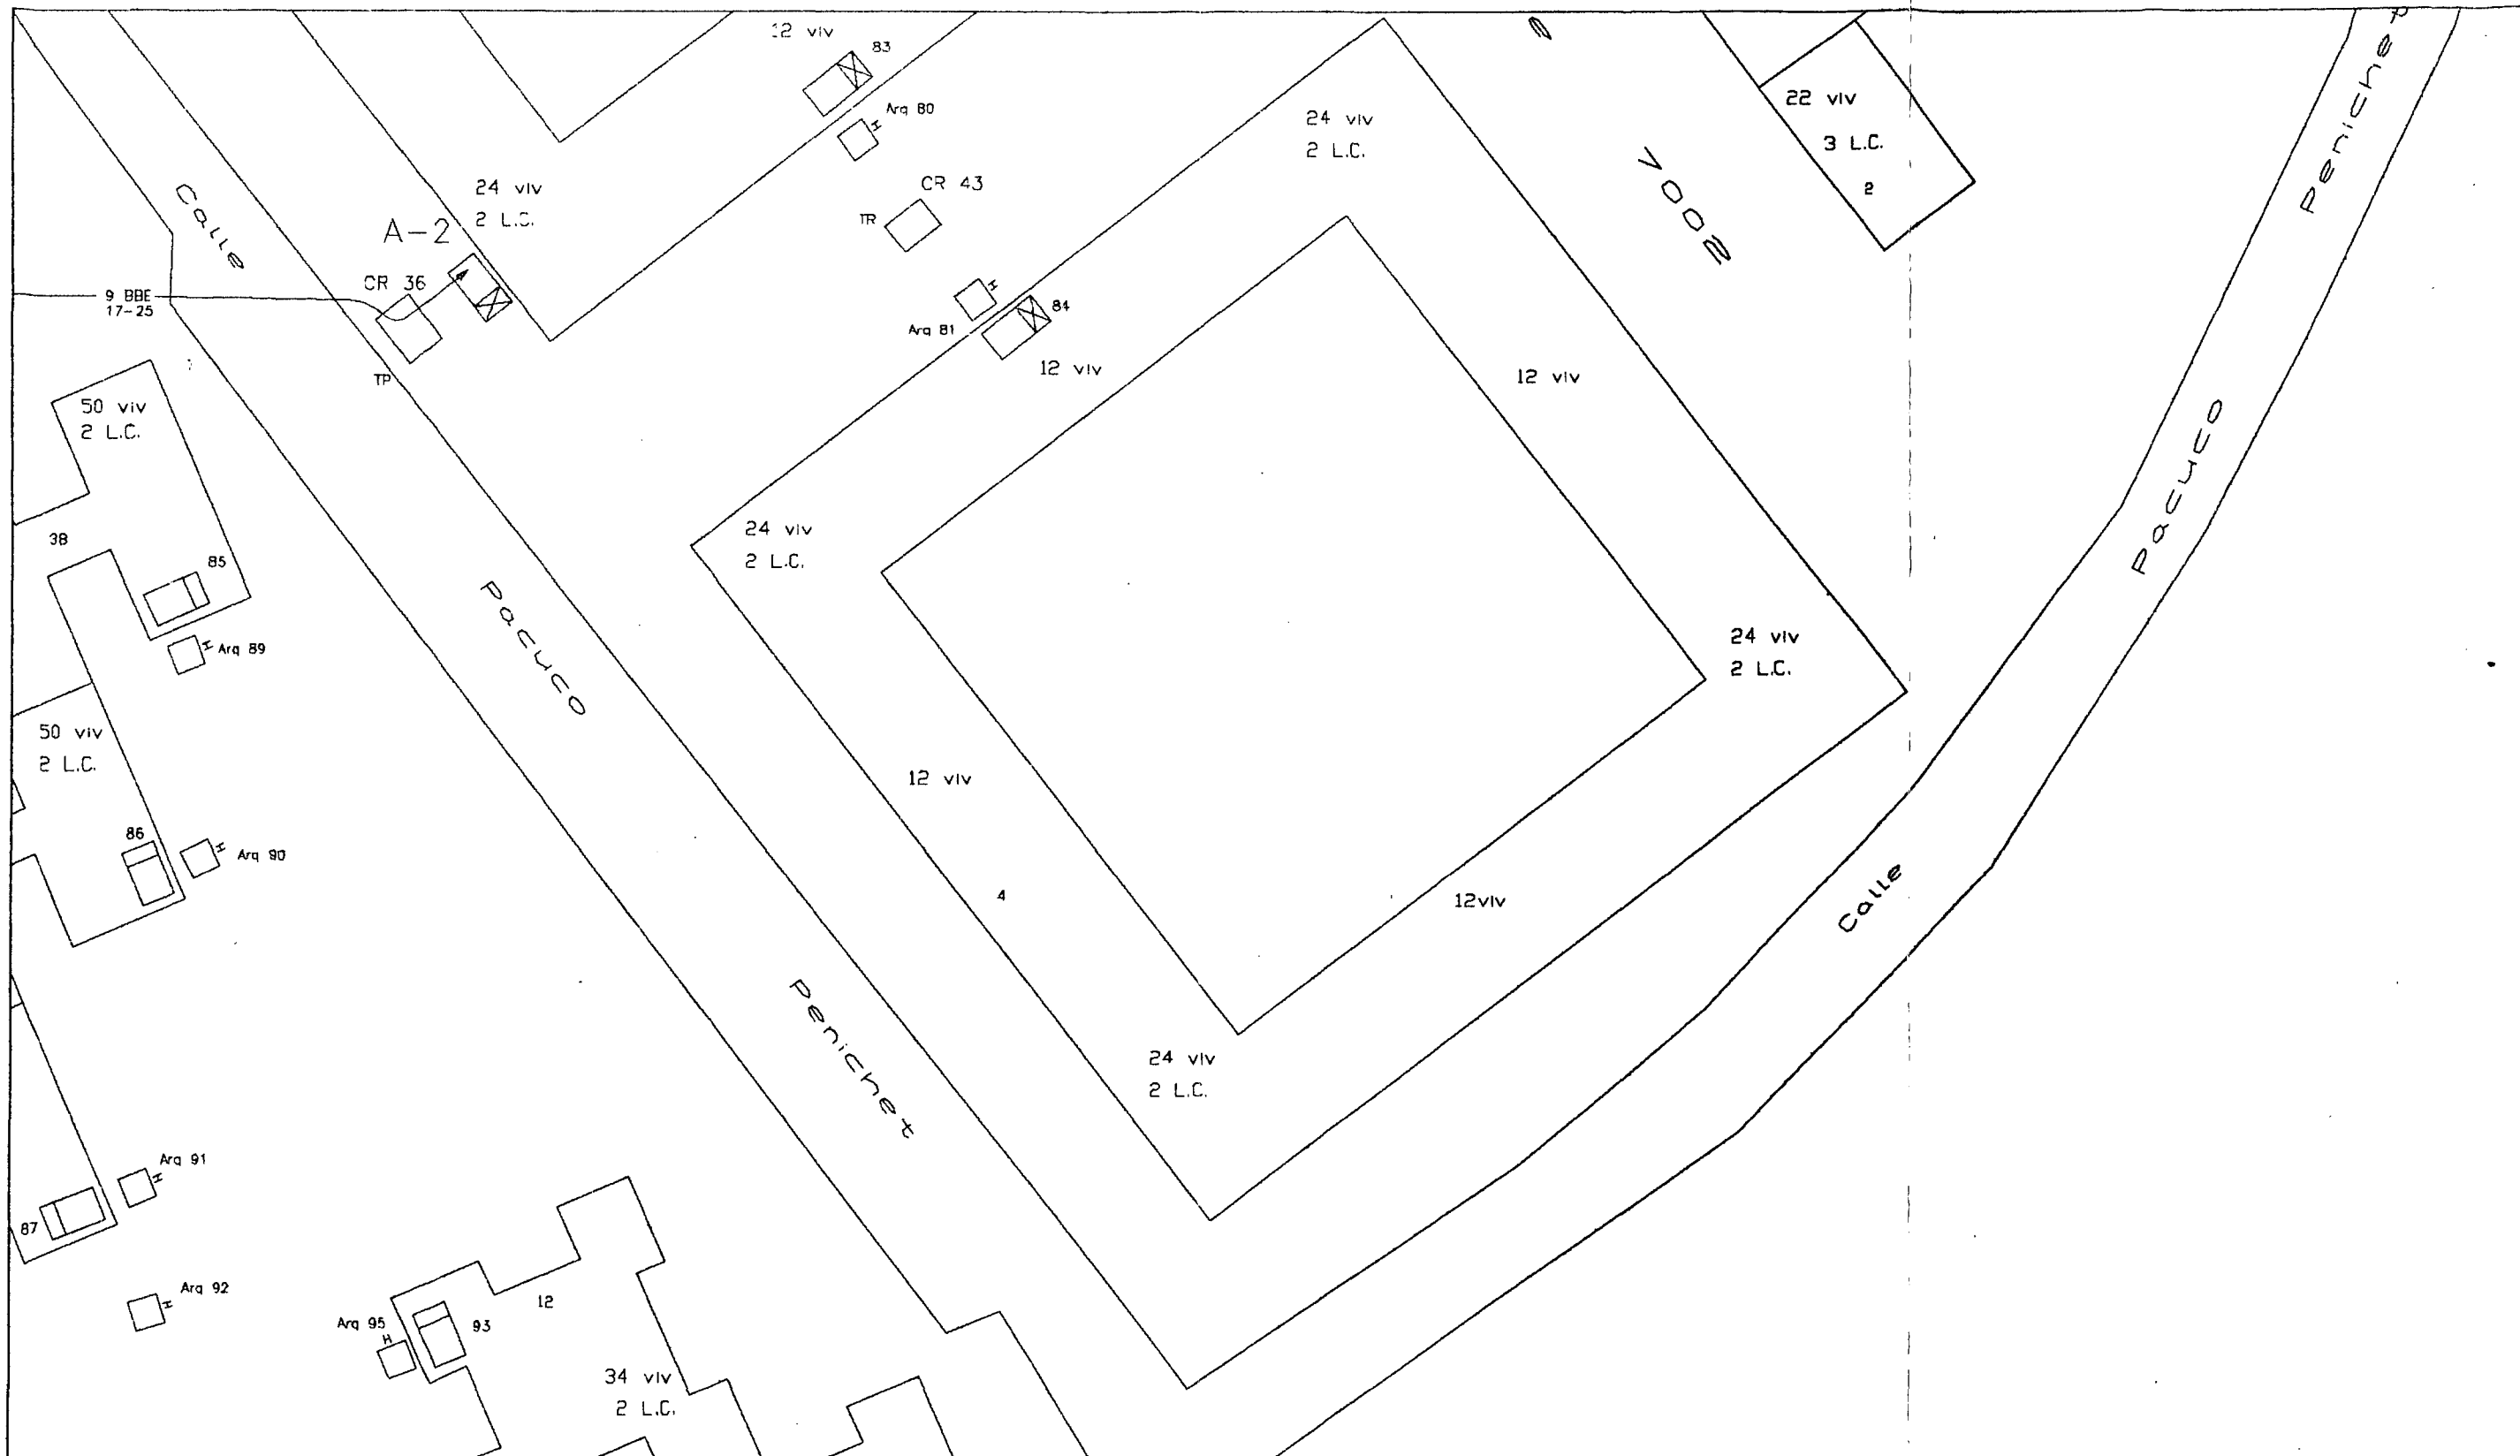 12 viv
83
Arq 80
24 viv
2 L.C.
22 viv
3 L.C.
2
Calle
24 viv
2 L.C.
A-2
CR 43
TR
CR 36
9 BBE
17-25
Arq 81
84
12 viv
12 viv
TP
50 viv
2 L.C.
38
85
Arq 89
24 viv
2 L.C.
24 viv
2 L.C.
50 viv
2 L.C.
86
Arq 90
12 viv
4
12viv
Pacuco
Penichet
Calle
Pacuco
24 viv
2 L.C.
Arq 91
87
Arq 92
Arq 95
H
93
12
34 viv
2 L.C.